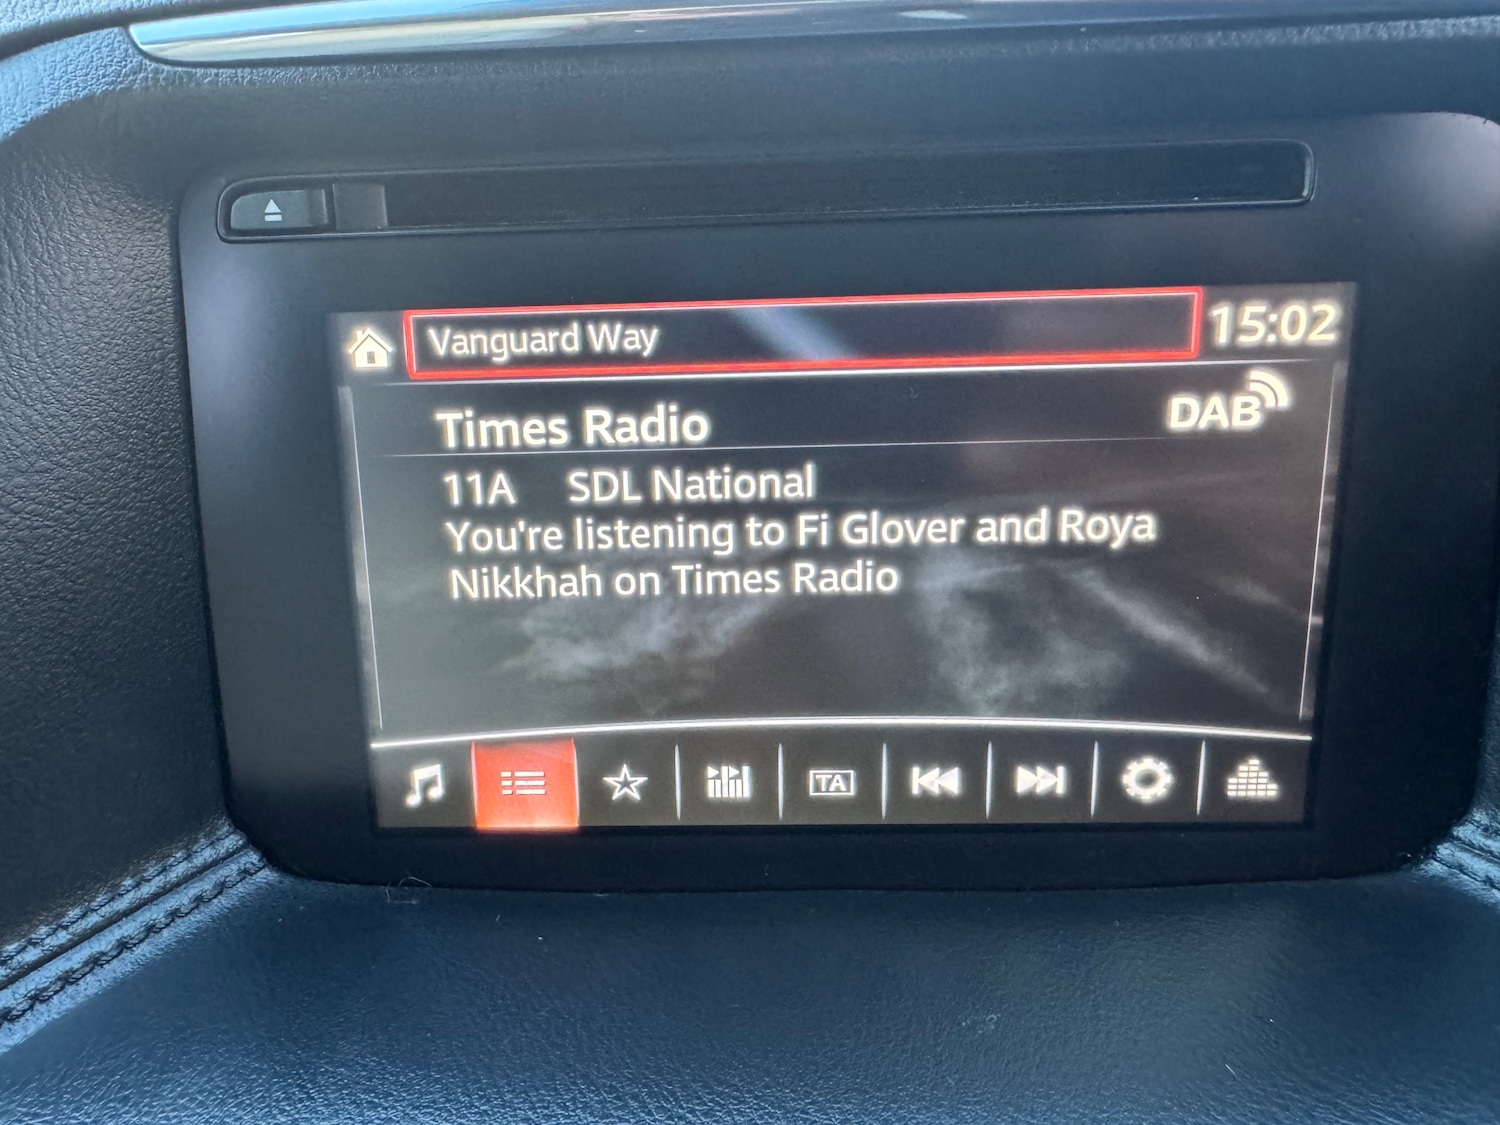 Vanguard Way
15:02
Times Radio
DAB
11A SDL National
You're listening to Fi Glover and Roya
Nikkhah on Times Radio
TA